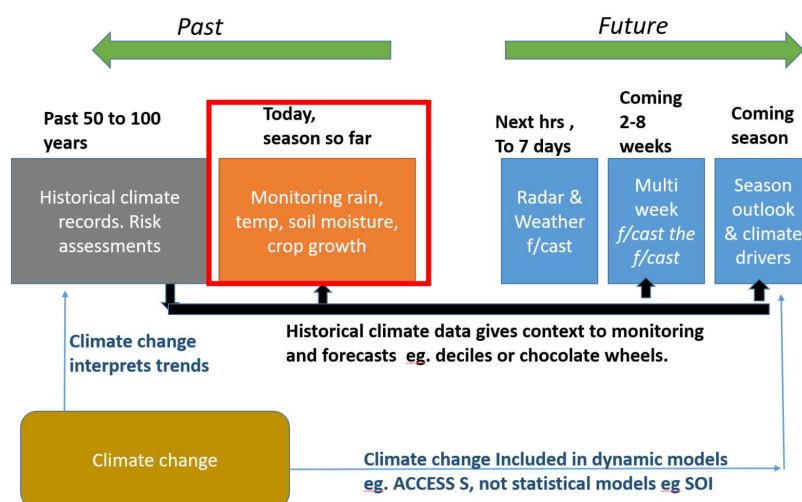 Past
Future
Past 50 to 100
years
Today,
season so far
Next hrs ,
To 7 days
Coming
2-8
weeks
Coming
season
Historical climate
records. Risk
assessments
Monitoring rain,
temp, soil moisture,
crop growth
Radar &
Weather
f/cast
Multi
week
f/cast the
f/cast
Season
outlook
& climate
drivers
Climate change
interprets trends
Historical climate data gives context to monitoring
and forecasts eg. deciles or chocolate wheels.
Climate change
Climate change Included in dynamic models
eg. ACCESS S, not statistical models eg SOI